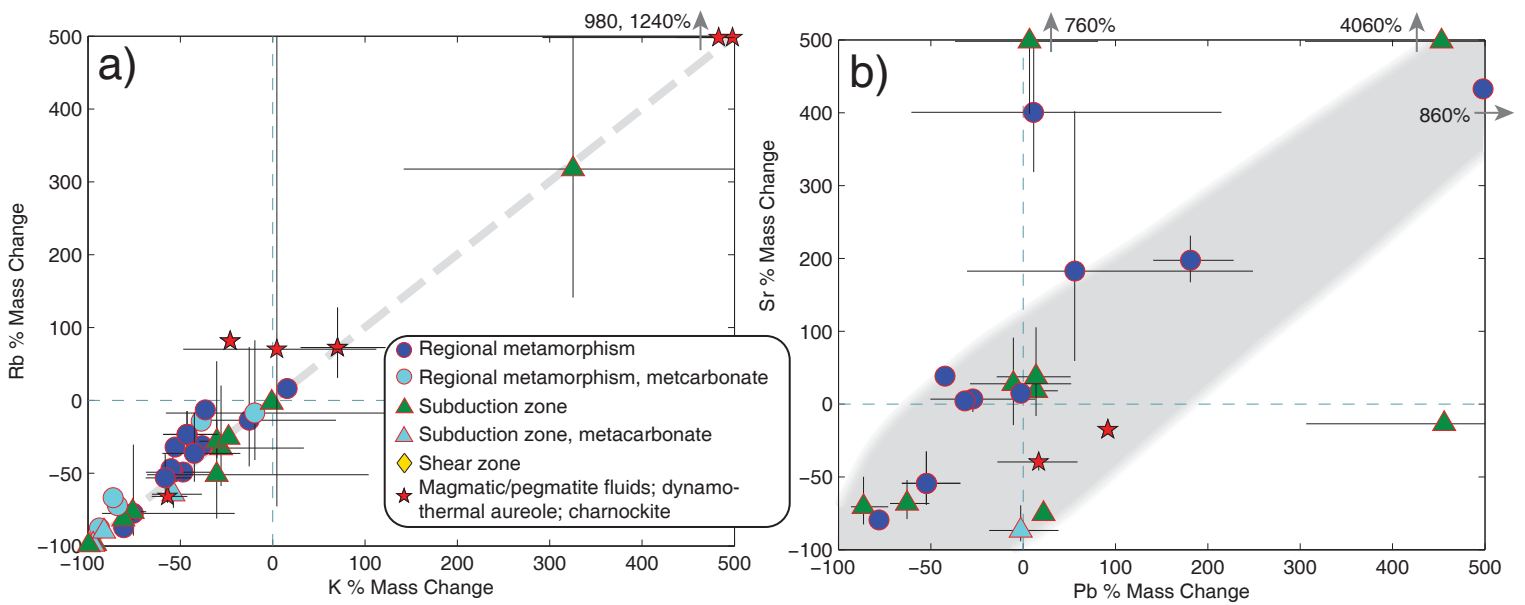 980, 1240%
a)
500
400
300
200
100
0
−50
−100
Rb % Mass Change
−100
−50
0
100
200
300
400
500
K % Mass Change
Regional metamorphism
Regional metamorphism, metcarbonate
Subduction zone
Subduction zone, metacarbonate
Shear zone
Magmatic/pegmatite fluids; dynamo-
thermal aureole; charnockite
760%
4060%
b)
860%
500
400
300
200
100
0
−50
−100
Sr % Mass Change
−100
−50
0
100
200
300
400
500
Pb % Mass Change